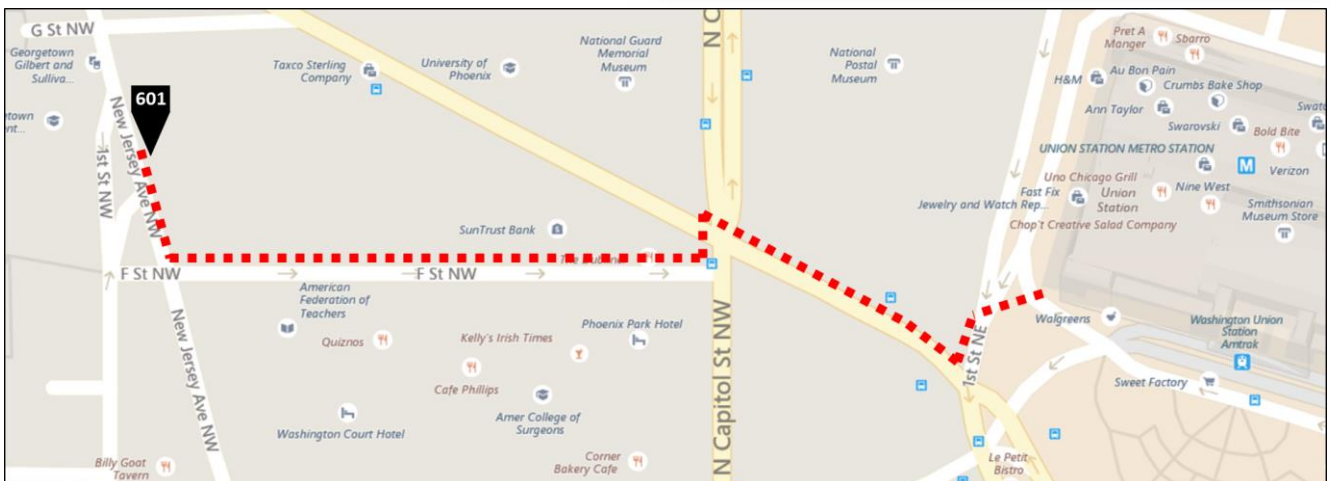 G St NW
Georgetown
Gilbert and
Sulliva...
Taxco Sterling
Company
University of
Phoenix
National Guard
Memorial
Museum
N C
National
Postal
Museum
Pret A
Manger
Sbarro
H&M
Au Bon Pain
Crumbs Bake Shop
Ann Taylor
Swarovski
Swatc
Bold Bite
601
town
nt...
New Jersey Ave NW
1st St NW
UNION STATION METRO STATION
M
Verizon
Uno Chicago Grill
Fast Fix
Jewelry and Watch Rep...
Union
Station
Nine West
Smithsonian
Museum Store
Chop't Creative Salad Company
SunTrust Bank
F St NW
F St NW
American
Federation of
Teachers
Quiznos
Kelly's Irish Times
Phoenix Park Hotel
Cafe Phillips
Amer College of
Surgeons
Washington Court Hotel
New Jersey Ave NW
Billy Goat
Tavern
Corner
Bakery Cafe
N Capitol St NW
1st St NE
Walgreens
Washington Union
Station
Amtrak
Sweet Factory
Le Petit
Bistro